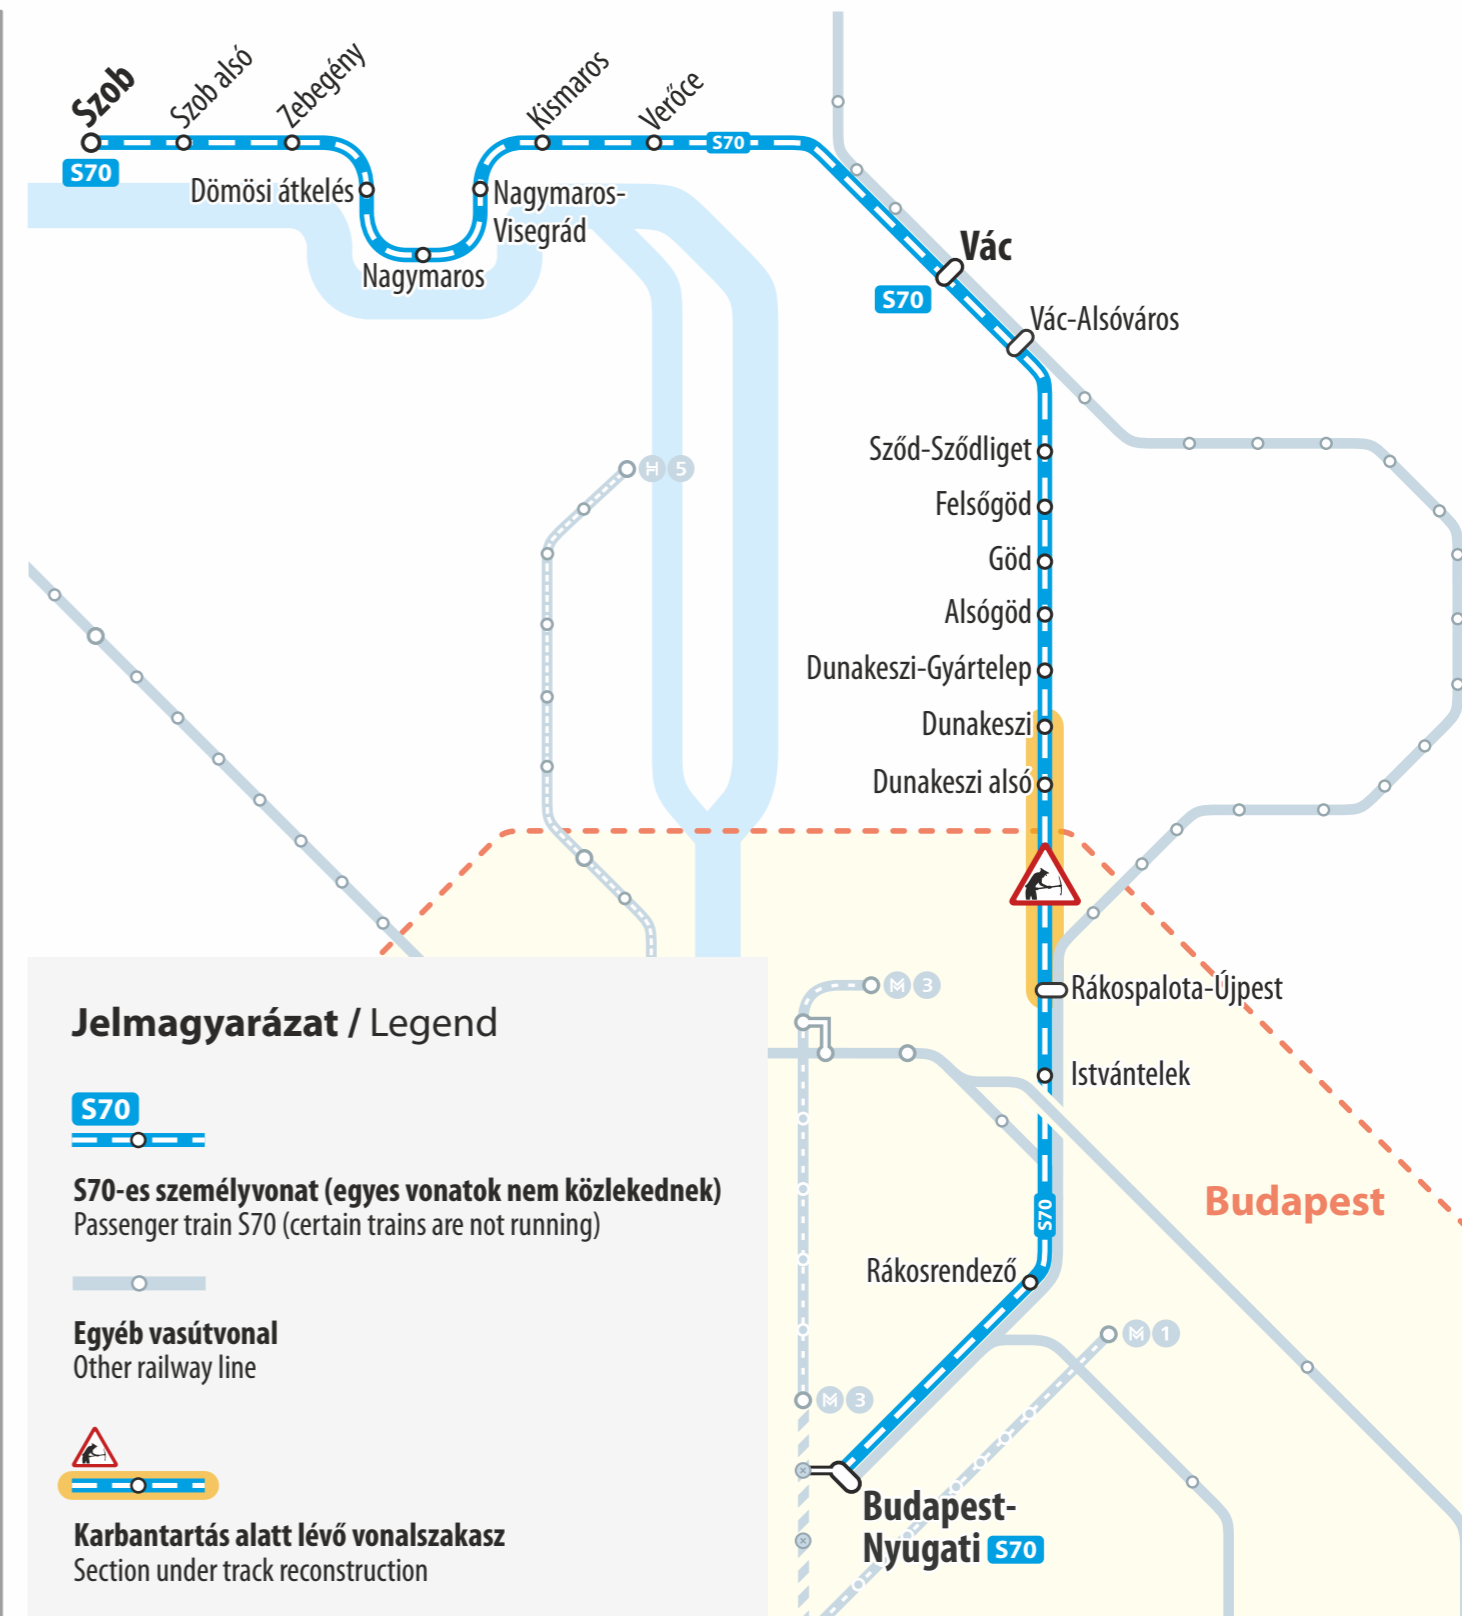 Szob
Szob alsó
Zebegény
Kismaros
Verőce
S70
S70
Dömösi átkelés
Nagymaros-
Visegrád
Nagymaros
Vác
S70
Vác-Alsóváros
Sződ-Sződliget
H 5
Felsőgöd
Göd
Alsógöd
Dunakeszi-Gyártelep
Dunakeszi
Dunakeszi alsó
M 3
Rákospalota-Újpest
Istvántelek
Budapest
S70
Rákosrendező
M 1
M 3
Budapest-
Nyugati S70
Jelmagyarázat / Legend
S70
S70-es személyvonat (egyes vonatok nem közlekednek)
Passenger train S70 (certain trains are not running)
Egyéb vasútvonal
Other railway line
Karbantartás alatt lévő vonalszakasz
Section under track reconstruction